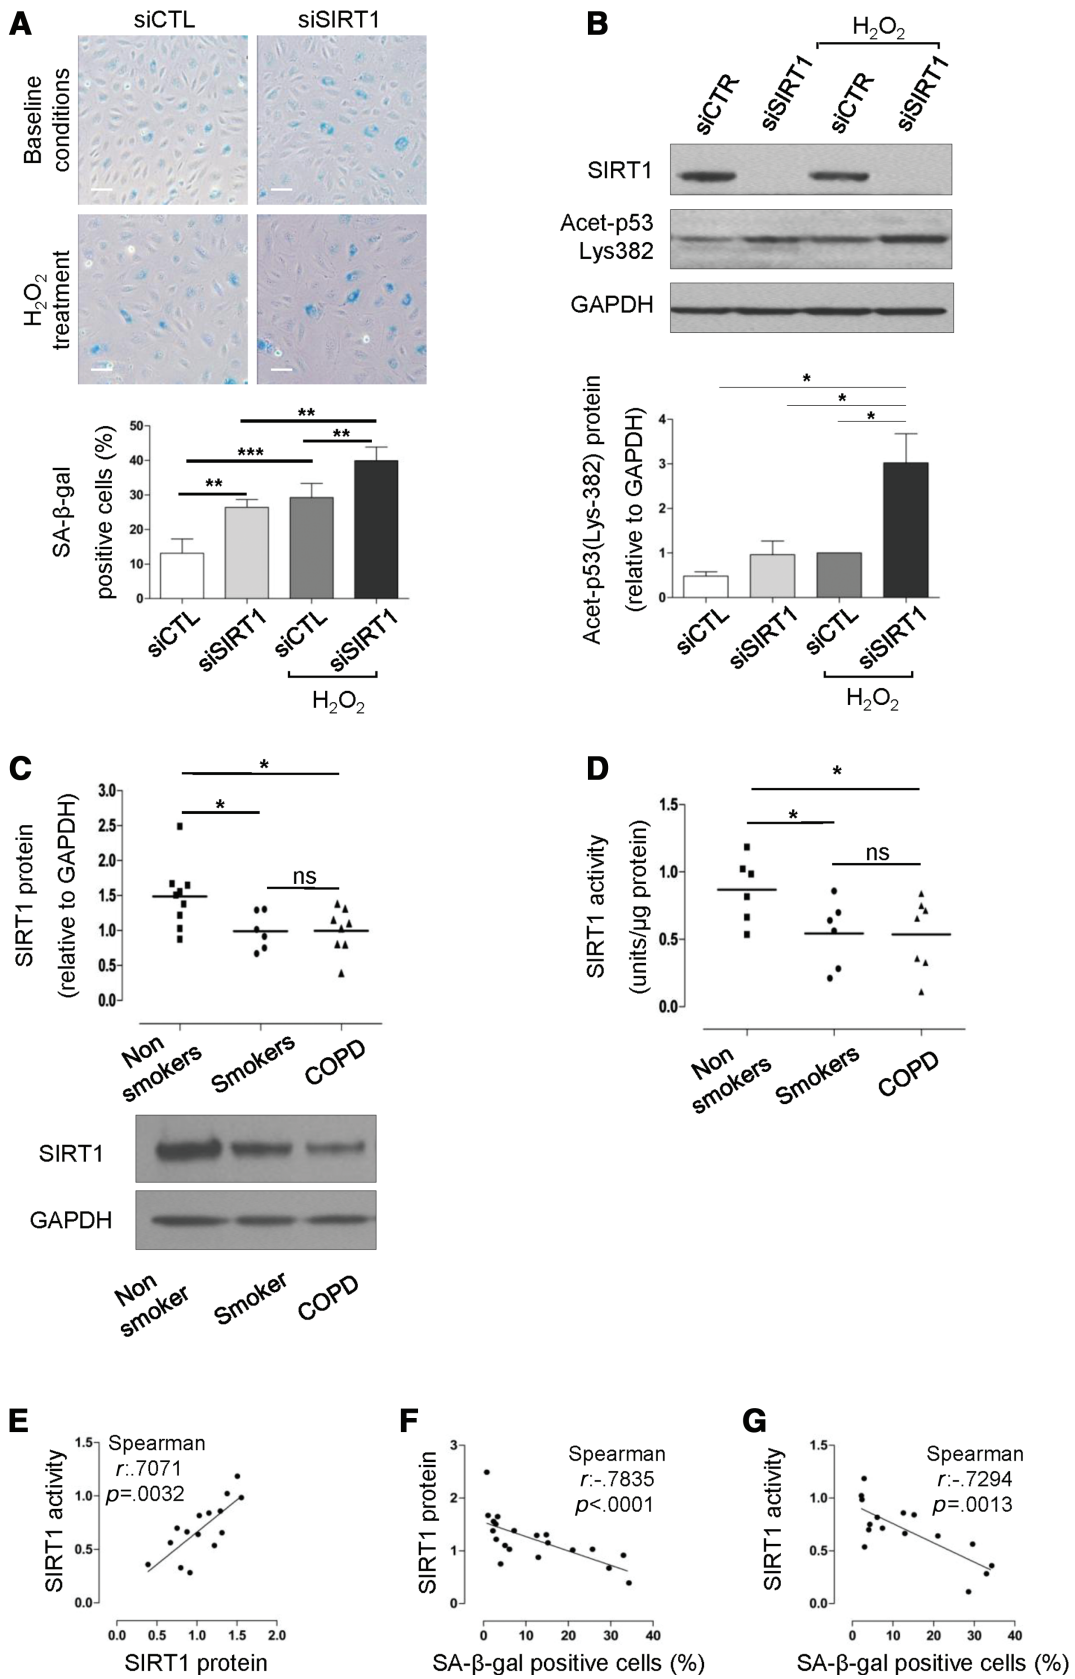 A
siCTL
siSIRT1
Baseline
conditions
H2O2
treatment
SA-β-gal
positive cells (%)
50
40
30
20
10
0
**
***
**
**
siCTL
siSIRT1
siCTL
siSIRT1
H2O2
B
H2O2
siCTR
siSIRT1
siCTR
siSIRT1
SIRT1
Acet-p53
Lys382
GAPDH
Acet-p53(Lys-382) protein
(relative to GAPDH)
4
3
2
1
0
*
*
*
siCTL
siSIRT1
siCTL
siSIRT1
H2O2
C
SIRT1 protein
(relative to GAPDH)
3.0
2.5
2.0
1.5
1.0
0.5
0.0
*
*
ns
Non
smokers
Smokers
COPD
SIRT1
GAPDH
Non
smoker
Smoker
COPD
D
SIRT1 activity
(units/µg protein)
1.5
1.0
0.5
0.0
*
*
ns
Non
smokers
Smokers
COPD
E
SIRT1 activity
1.5
1.0
0.5
0.0
Spearman
r:.7071
p=.0032
0.0 0.5 1.0 1.5 2.0
SIRT1 protein
F
SIRT1 protein
3
2
1
0
Spearman
r:-.7835
p<.0001
0 10 20 30 40
SA-β-gal positive cells (%)
G
SIRT1 activity
1.5
1.0
0.5
0.0
Spearman
r:-.7294
p=.0013
0 10 20 30 40
SA-β-gal positive cells (%)